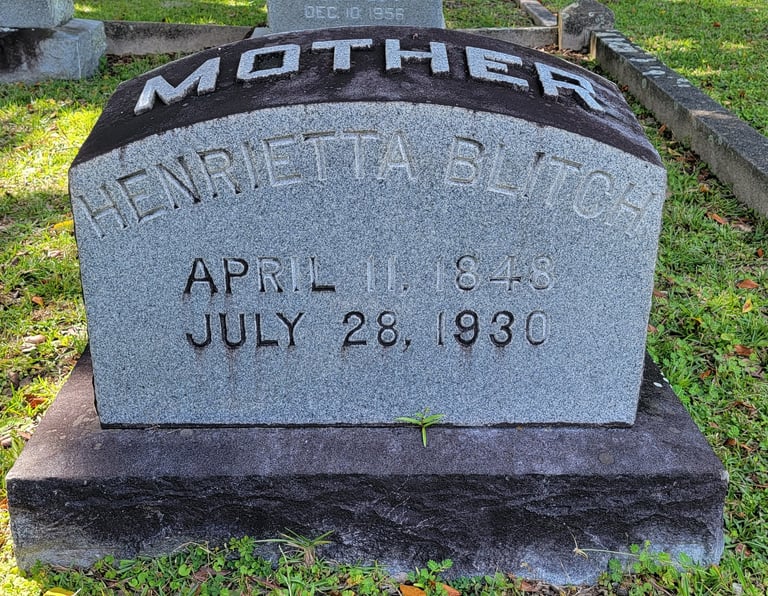 DEC 10 1956
MOTHER
HENRIETTA BLITCH
APRIL 11, 1848
JULY 28, 1930